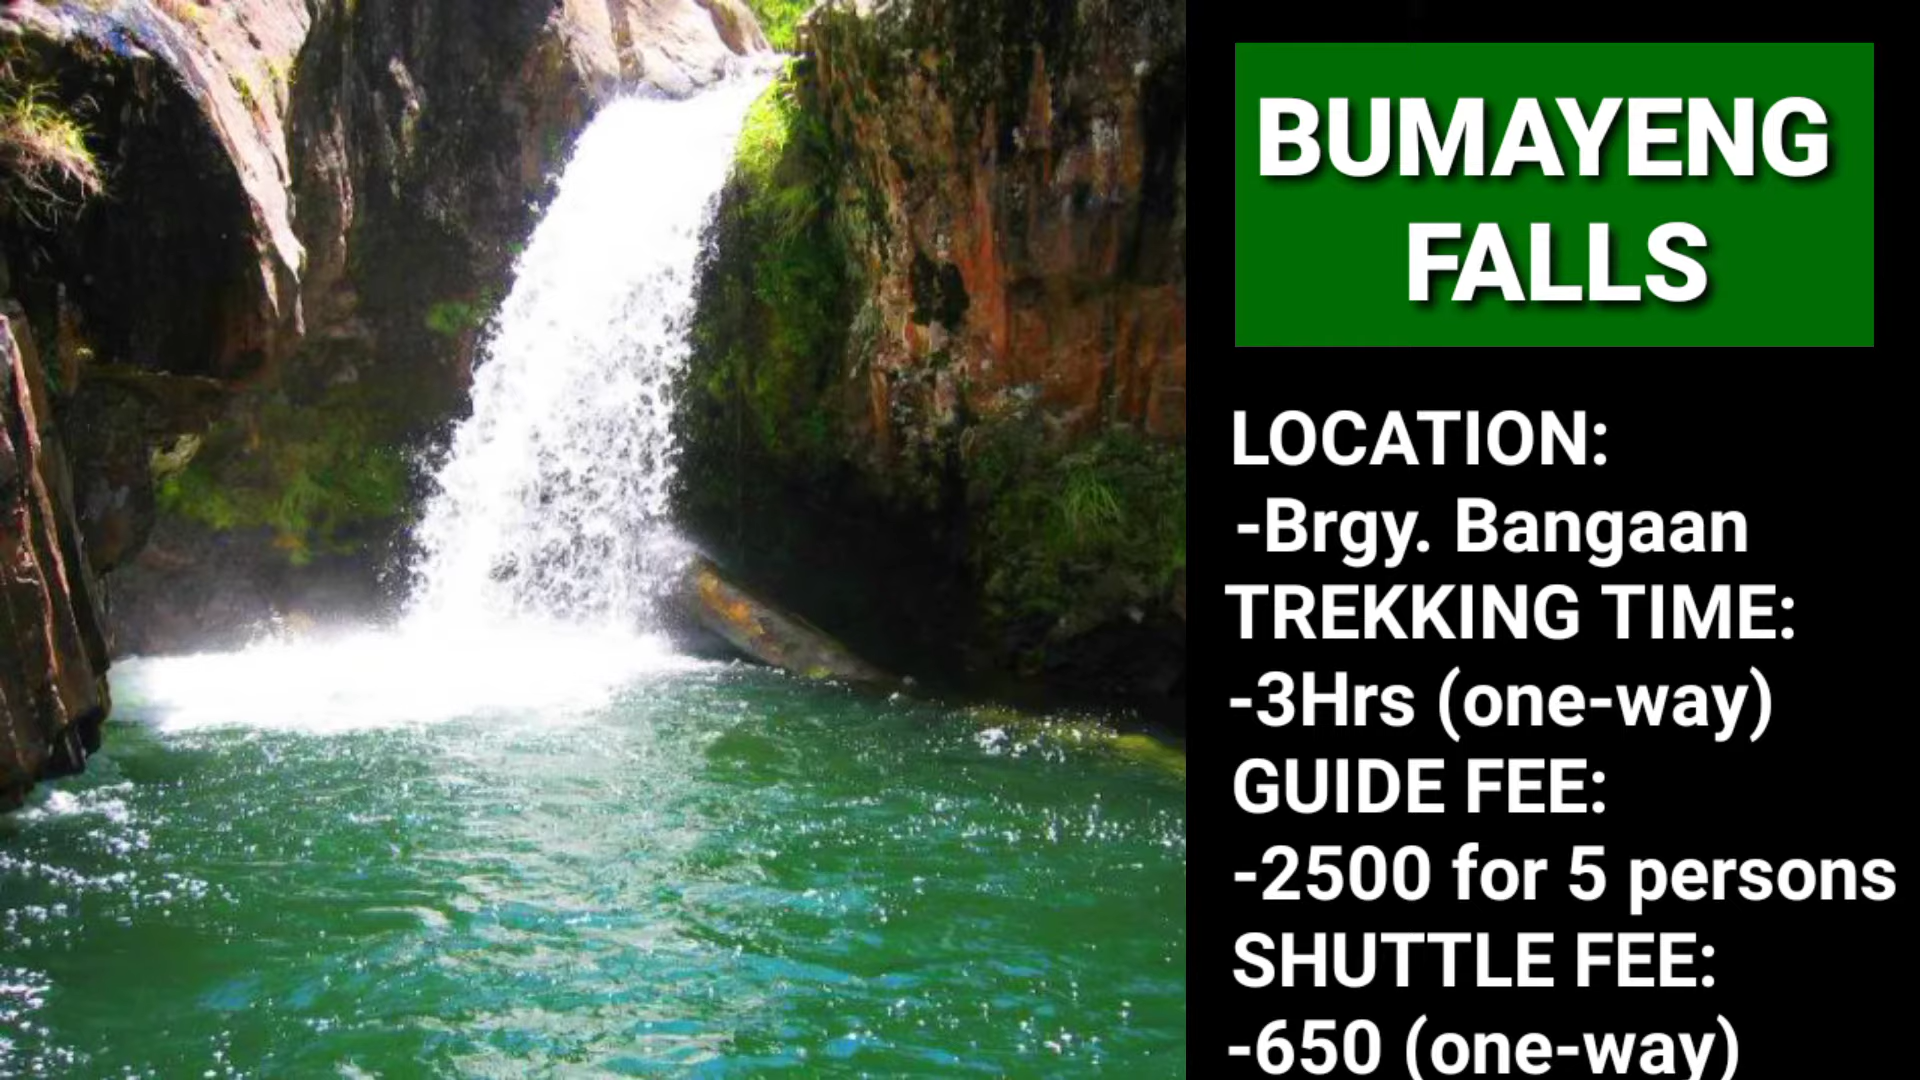 BUMAYENG
FALLS
LOCATION:
-Brgy. Bangaan
TREKKING TIME:
-3Hrs (one-way)
GUIDE FEE:
-2500 for 5 persons
SHUTTLE FEE:
-650 (one-way)